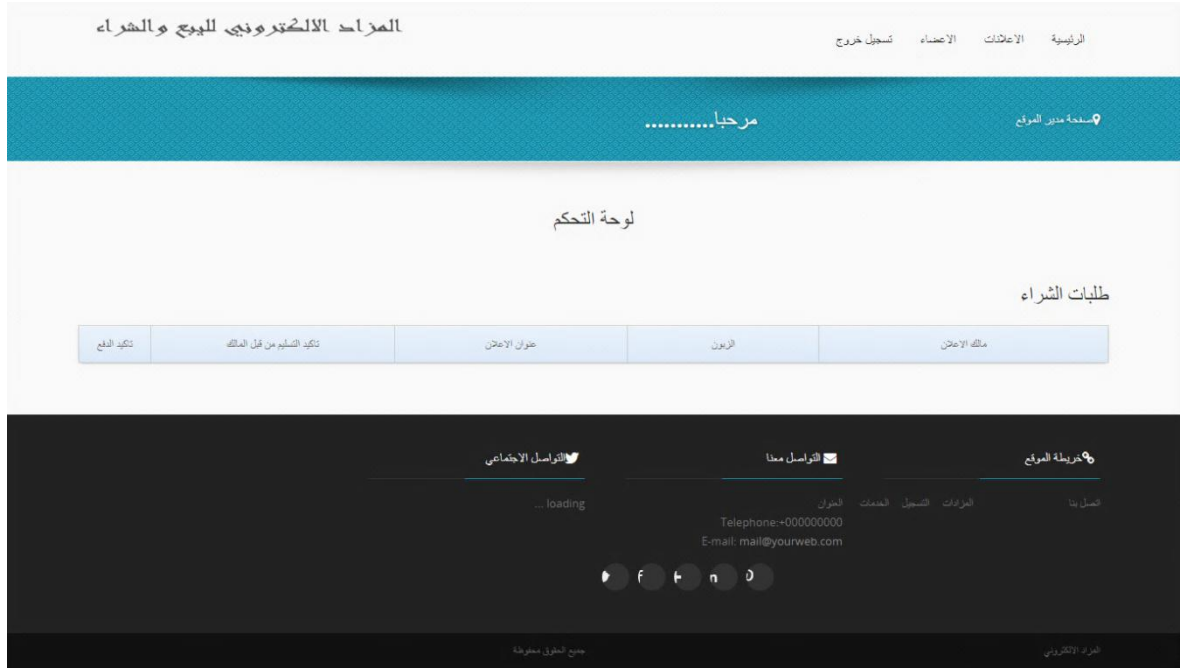 المزاد الالكتروني للبيع والشراء
الرئيسية الاعلانات الاعضاء تسجيل خروج
صفحة مدير الموقع
مرحبا...........
لوحة التحكم
طلبات الشراء
مالك الاعلان الزبون عنوان الاعلان تاكيد التسليم من قبل المالك تاكيد الدفع
خريطة الموقع
اتصل بنا المزادات التسجيل الخدمات
التواصل معنا
العنوان
Telephone:+000000000
E-mail: mail@yourweb.com
التواصل الاجتماعي
loading ...
المزاد الالكتروني
جميع الحقوق محفوظة